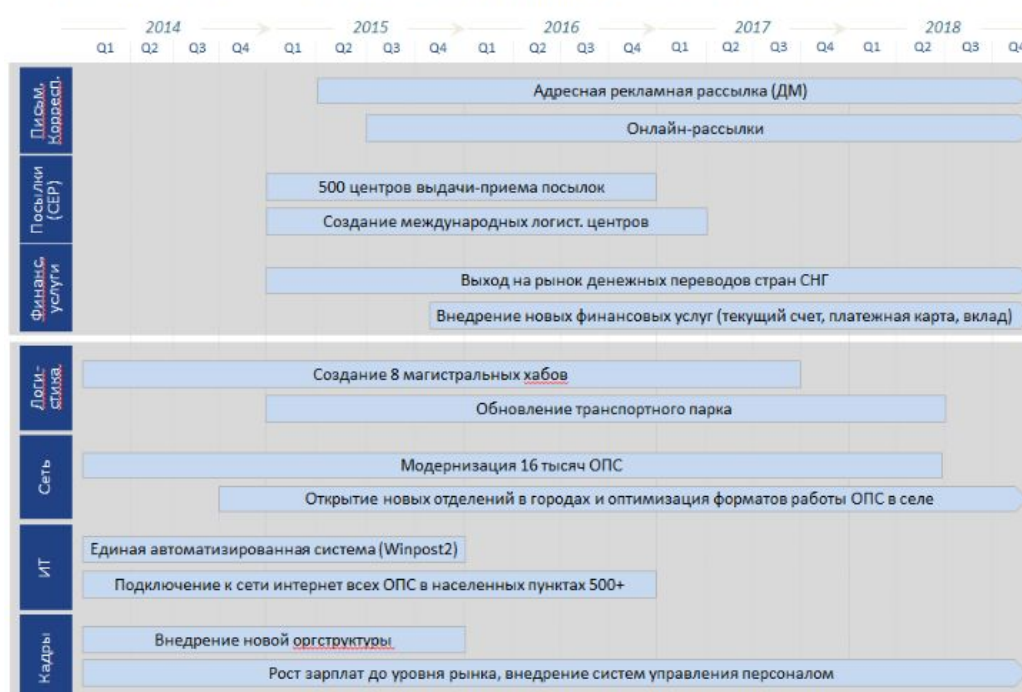 2014 2015 2016 2017 2018
Q1 Q2 Q3 Q4 Q1 Q2 Q3 Q4 Q1 Q2 Q3 Q4 Q1 Q2 Q3 Q4 Q1 Q2 Q3 Q4
Письм.
Корресп.
Адресная рекламная рассылка (ДМ)
Онлайн-рассылки
Посылки
(CEP)
500 центров выдачи-приема посылок
Создание международных логист. центров
Финанс.
услуги
Выход на рынок денежных переводов стран СНГ
Внедрение новых финансовых услуг (текущий счет, платежная карта, вклад)
Логи-
стика
Создание 8 магистральных хабов
Обновление транспортного парка
Сеть
Модернизация 16 тысяч ОПС
Открытие новых отделений в городах и оптимизация форматов работы ОПС в селе
ИТ
Единая автоматизированная система (Winpost2)
Подключение к сети интернет всех ОПС в населенных пунктах 500+
Кадры
Внедрение новой оргструктуры
Рост зарплат до уровня рынка, внедрение систем управления персоналом